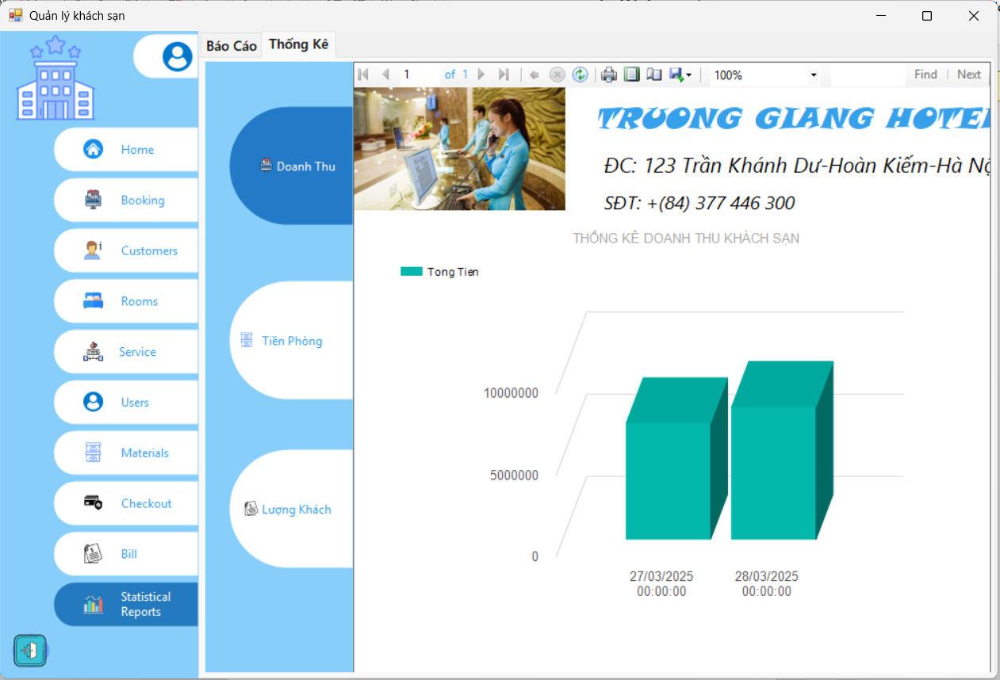 Quản lý khách sạn
Home
Booking
Customers
Rooms
Service
Users
Materials
Checkout
Bill
Statistical
Reports
Báo Cáo
Thống Kê
Doanh Thu
Tiền Phòng
Lượng Khách
1
of 1
100%
Find
Next
TRUONG GIANG HOTEL
ĐC: 123 Trần Khánh Dư-Hoàn Kiếm-Hà Nộ
SĐT: +(84) 377 446 300
THỐNG KÊ DOANH THU KHÁCH SẠN
Tong Tien
10000000
5000000
0
27/03/2025
00:00:00
28/03/2025
00:00:00